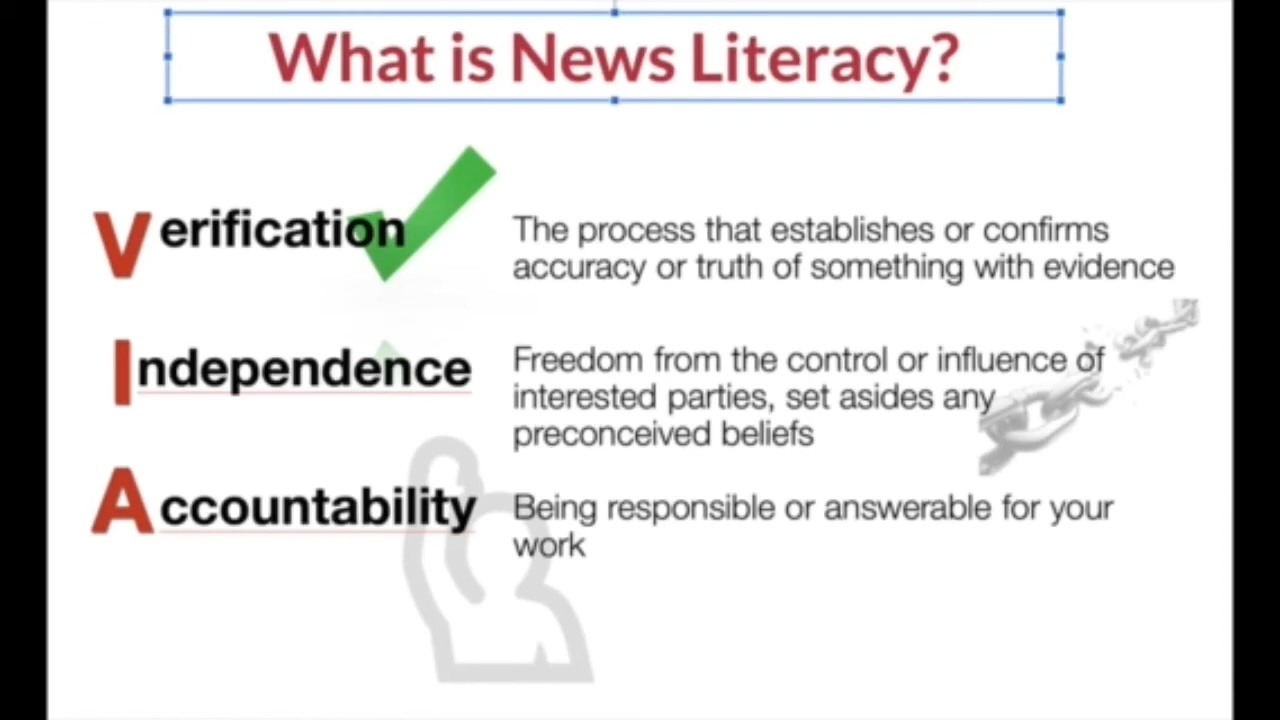 What is News Literacy?
Verification
The process that establishes or confirms
accuracy or truth of something with evidence
Independence
Freedom from the control or influence of
interested parties, set asides any
preconceived beliefs
Accountability
Being responsible or answerable for your
work